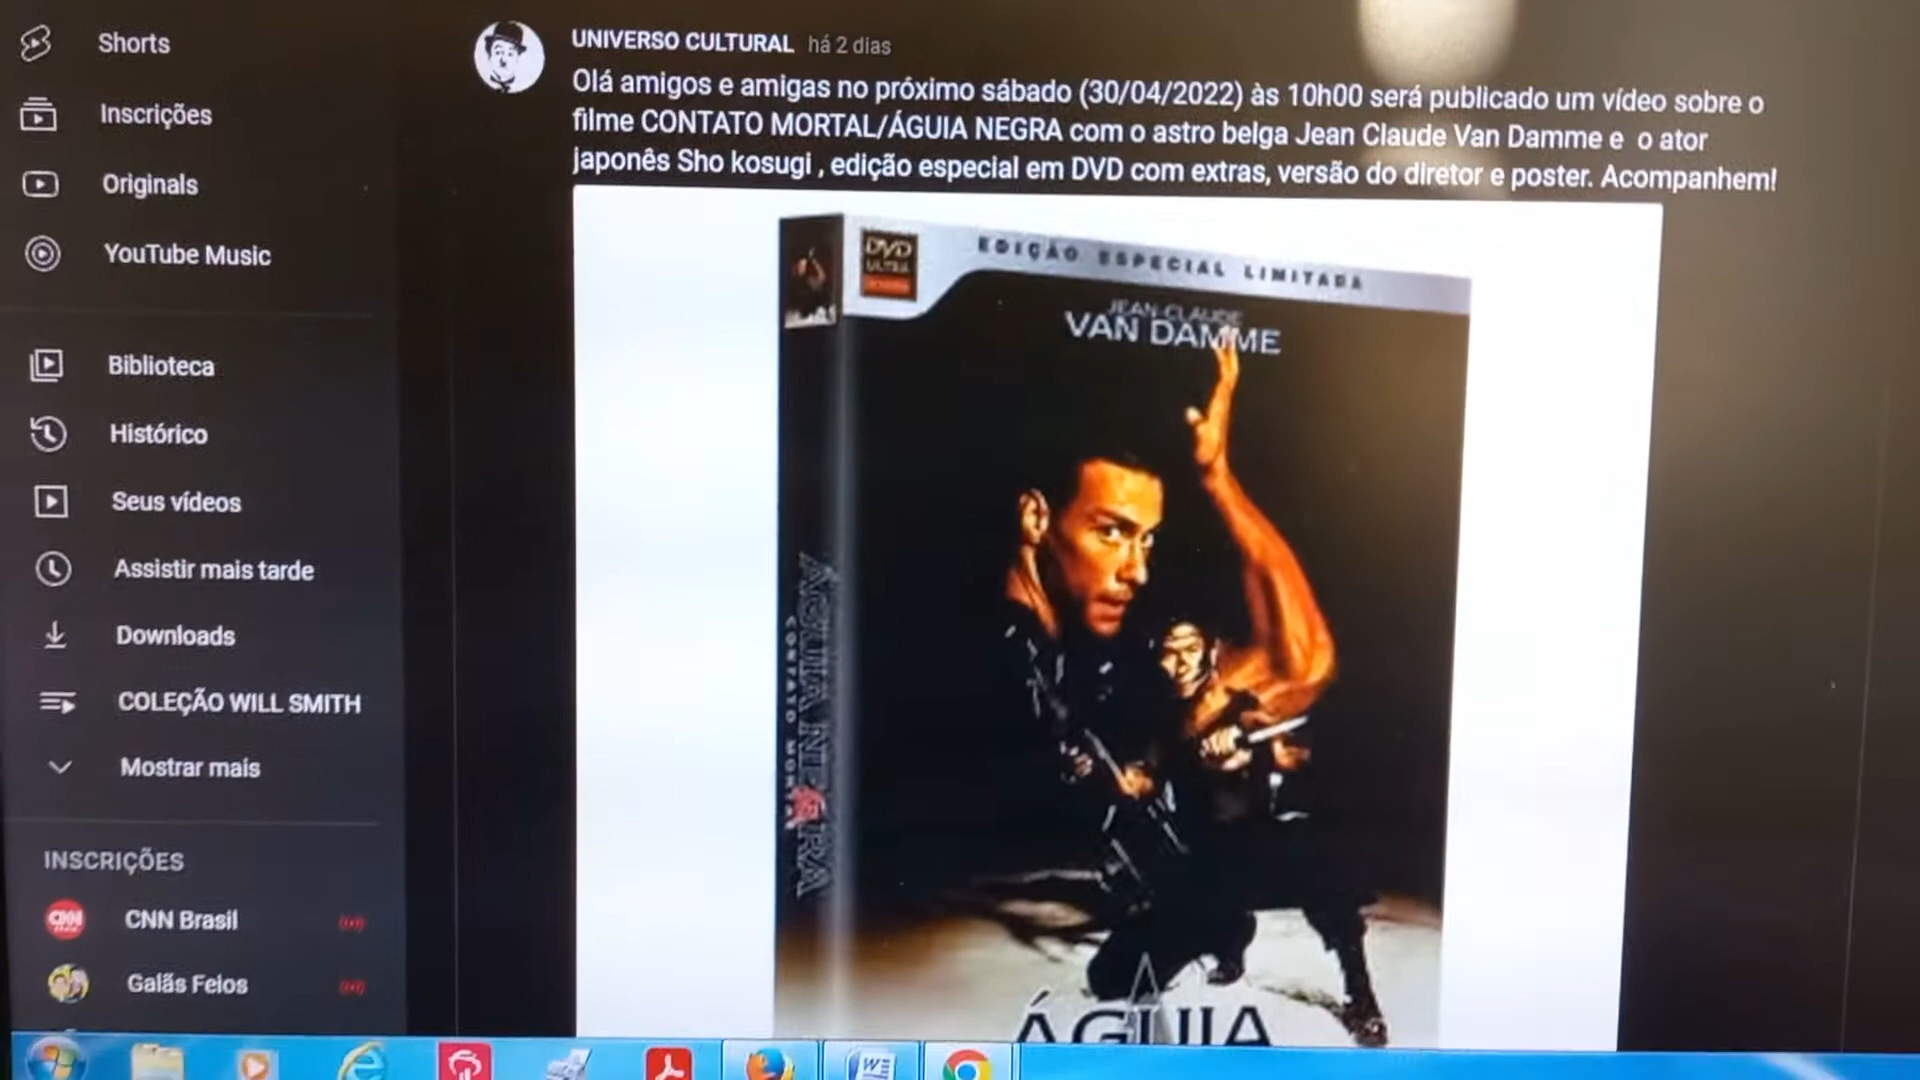 Shorts
Inscrições
Originals
YouTube Music
Biblioteca
Histórico
Seus vídeos
Assistir mais tarde
Downloads
COLEÇÃO WILL SMITH
Mostrar mais
INSCRIÇÕES
CNN Brasil
Galãs Feios
UNIVERSO CULTURAL há 2 dias
Olá amigos e amigas no próximo sábado (30/04/2022) às 10h00 será publicado um vídeo sobre o
filme CONTATO MORTAL/ÁGUIA NEGRA com o astro belga Jean Claude Van Damme e o ator
japonês Sho kosugi , edição especial em DVD com extras, versão do diretor e poster. Acompanhem!
DVD
ULTRA
EDIÇÃO ESPECIAL LIMITADA
JEAN-CLAUDE
VAN DAMME
ÁGUIA NEGRA
CONTATO MORTAL
ÁGUIA